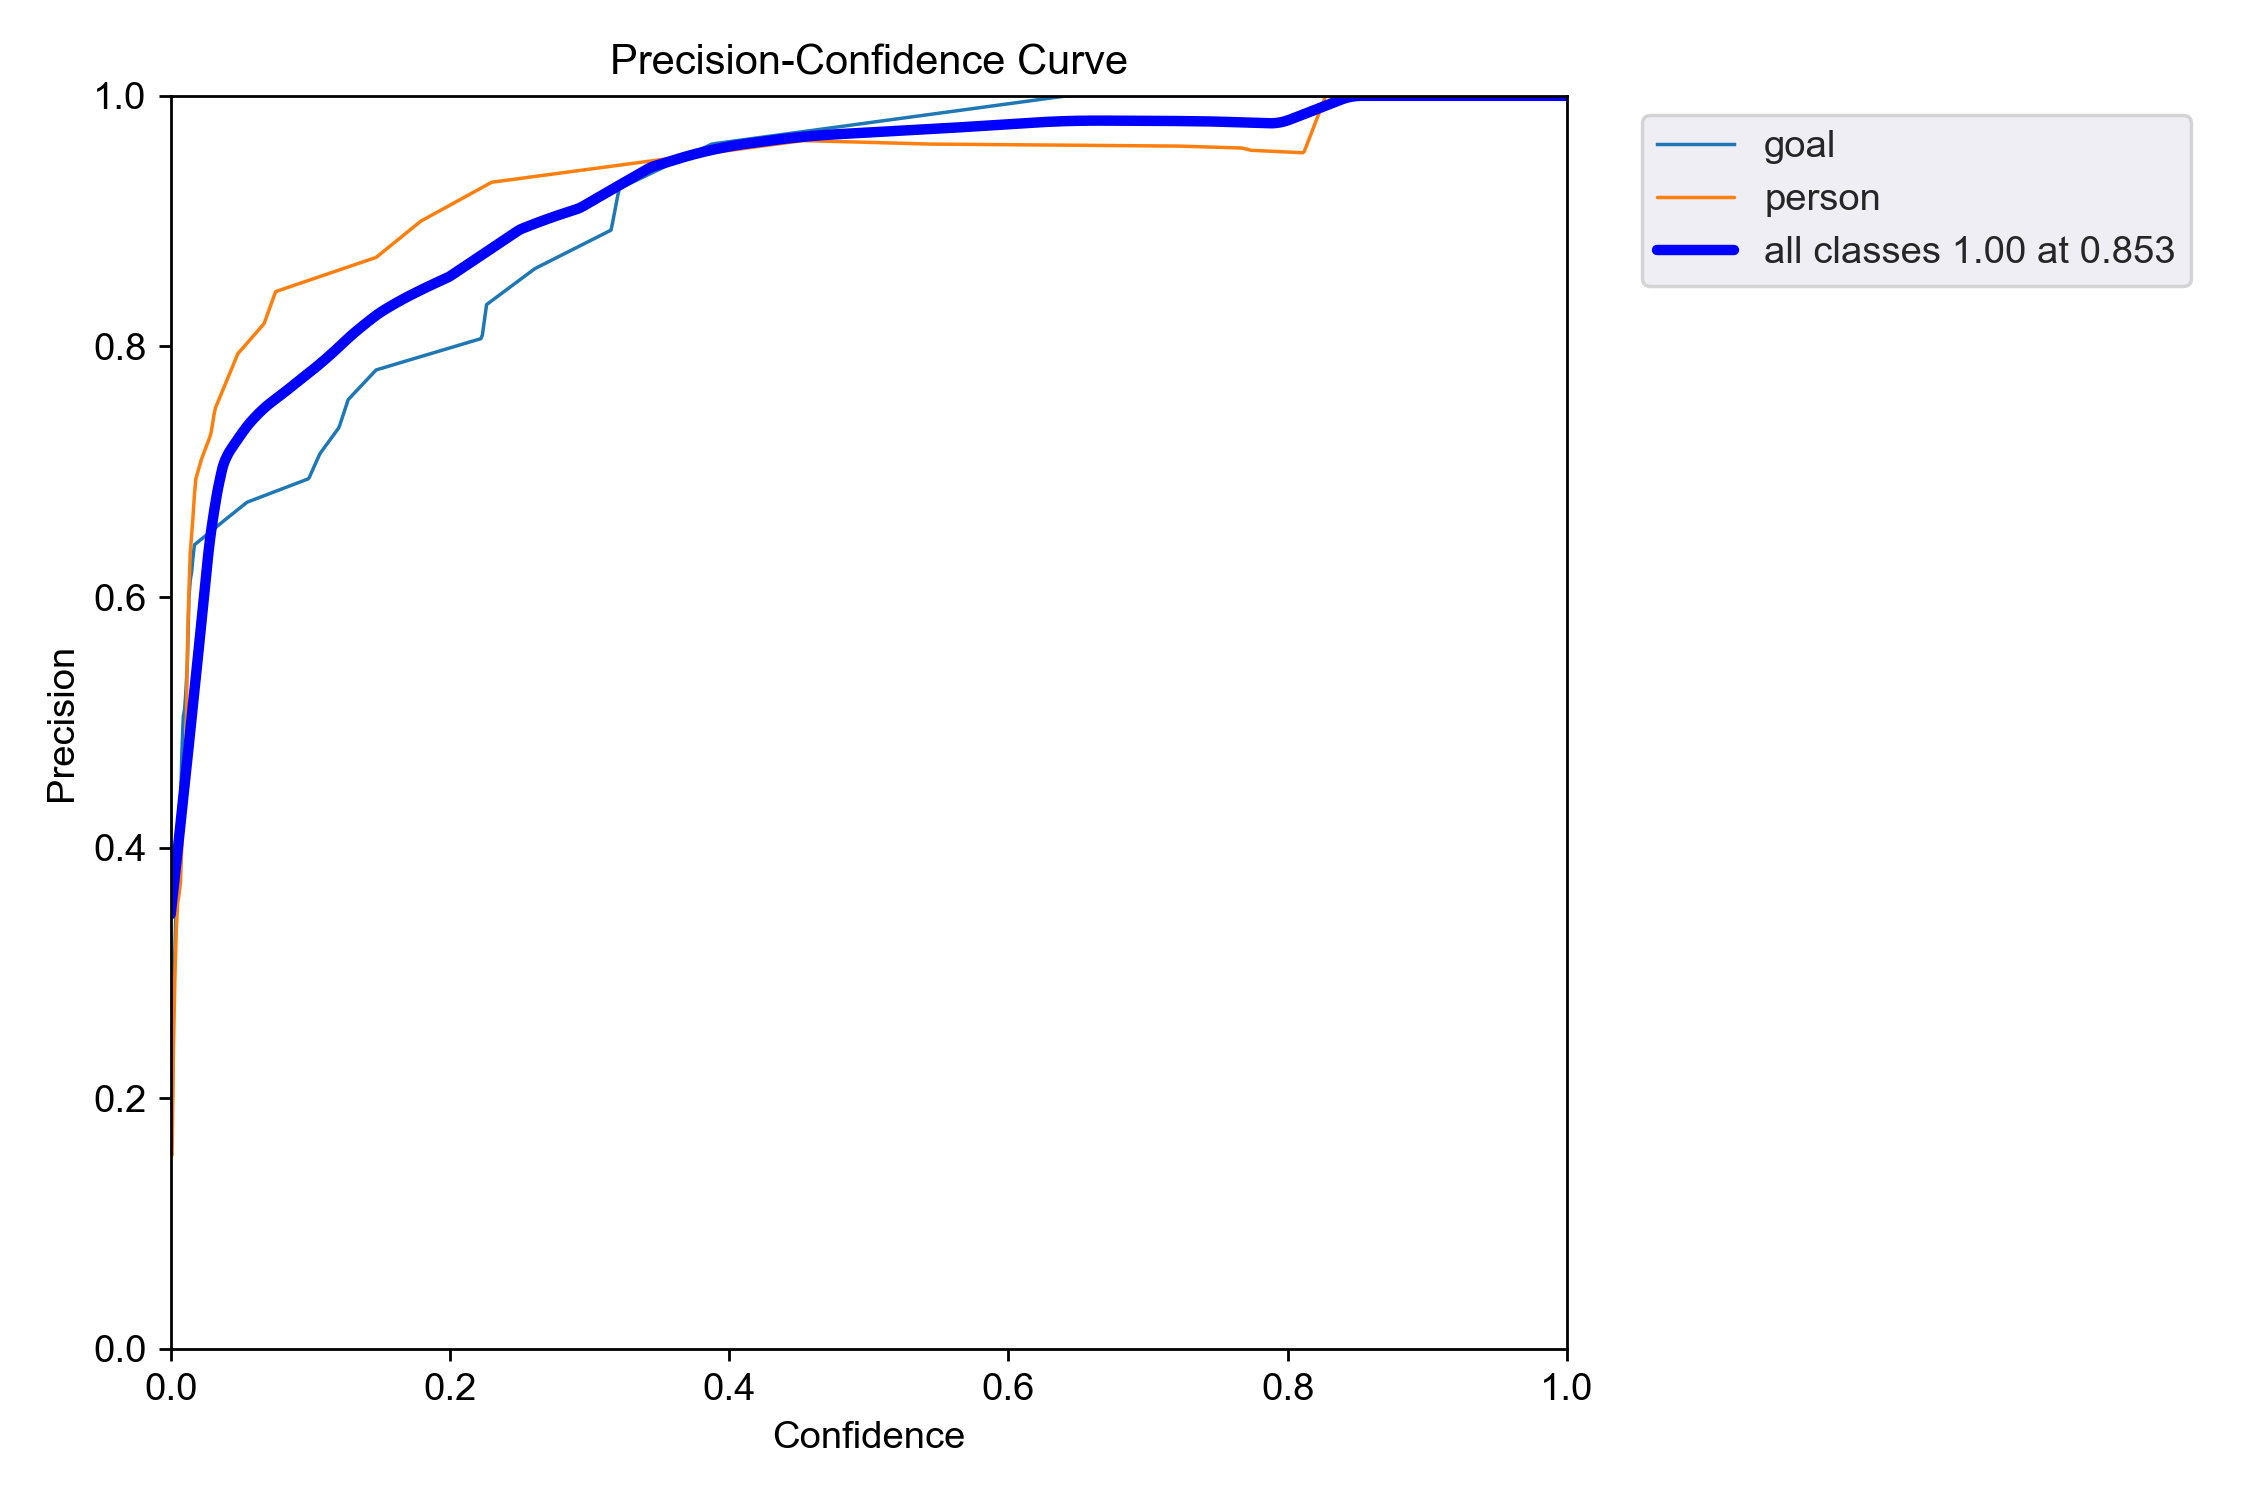 Precision-Confidence Curve
1.0
0.8
0.6
0.4
0.2
0.0
Precision
0.0 0.2 0.4 0.6 0.8 1.0
Confidence
goal
person
all classes 1.00 at 0.853